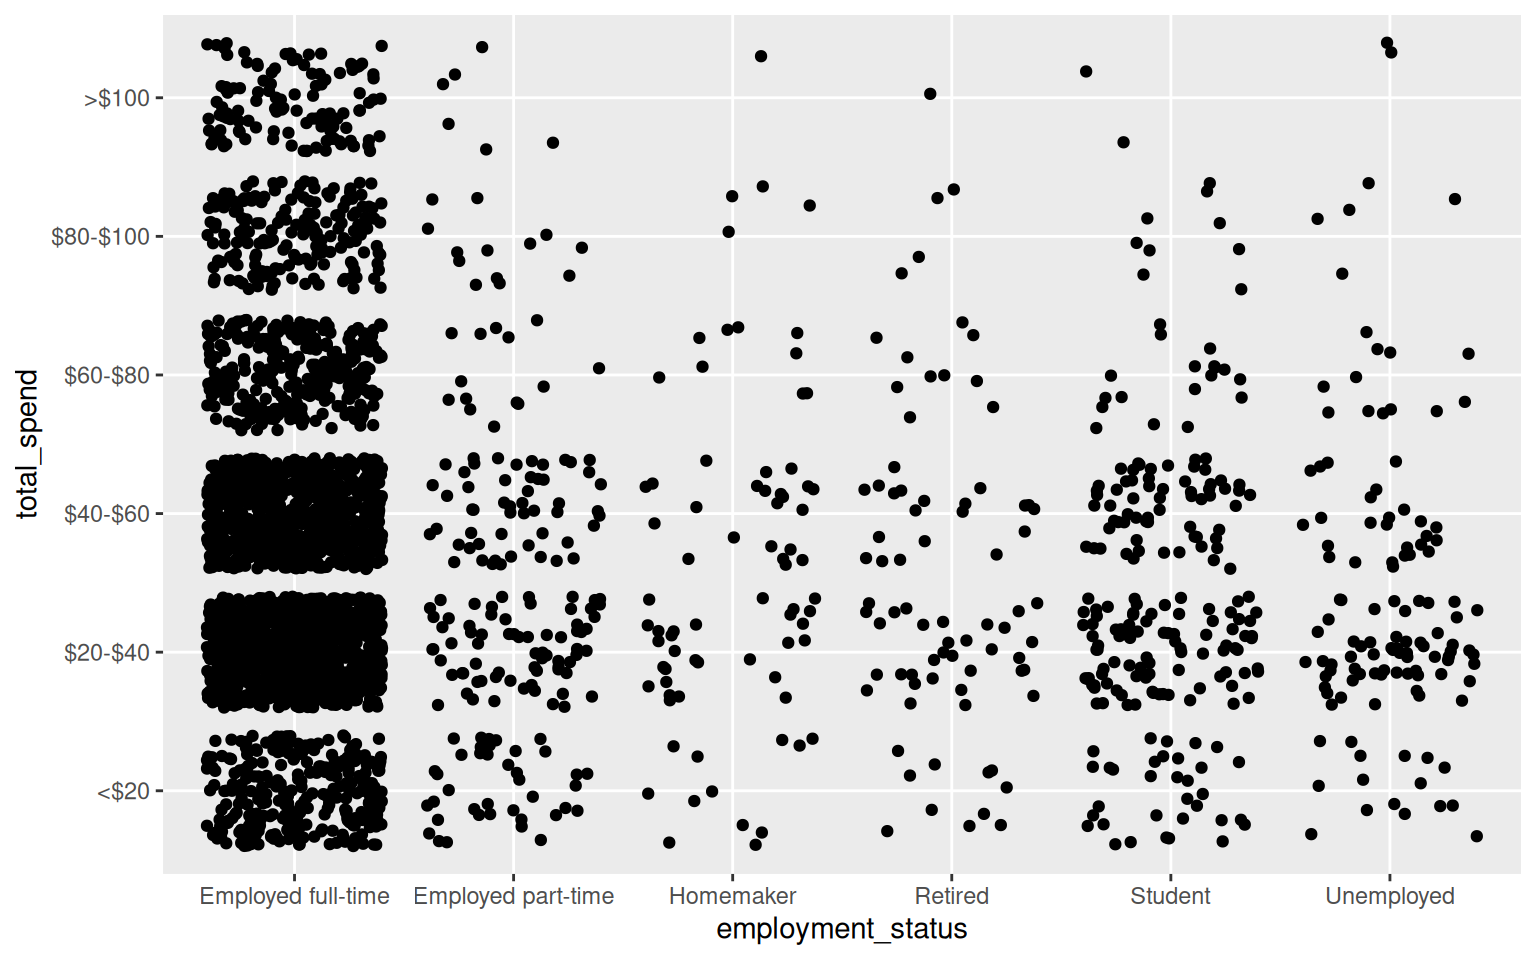 total_spend
>$100
$80-$100
$60-$80
$40-$60
$20-$40
<$20
Employed full-time Employed part-time Homemaker Retired Student Unemployed
employment_status